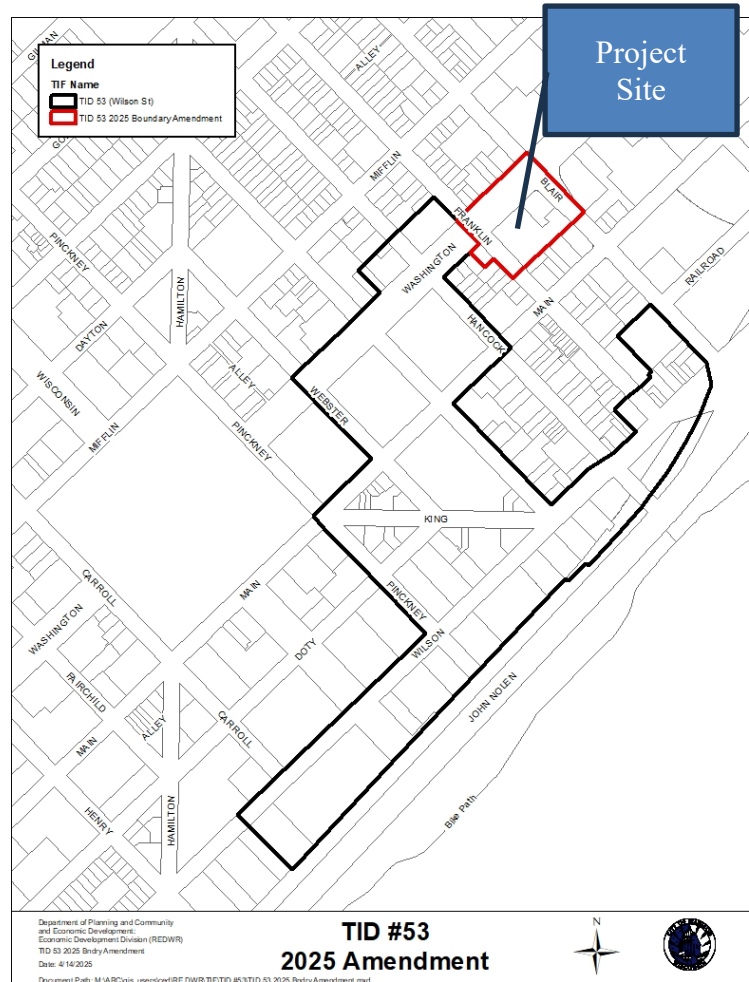 Project
Site
Legend
TIF Name
TID 53 (Wilson St)
TID 53 2025 Boundary Amendment
ALLEY
MIFFLIN
BLAIR
FRANKLIN
PINCKNEY
WASHINGTON
RAILROAD
HAMILTON
MAIN
HANCOCK
DAYTON
ALLEY
WISCONSIN
WEBSTER
MIFFLIN
PINCKNEY
KING
CARROLL
MAIN
PINCKNEY
WASHINGTON
WILSON
DOTY
FAIRCHILD
JOHN NOLEN
ALLEY
CARROLL
MAIN
Bike Path
HENRY
HAMILTON
Department of Planning and Community
and Economic Development:
Economic Development Division (REDWR)
TID 53 2025 Bndry Amendment
Date: 4/14/2025
TID #53
2025 Amendment
N